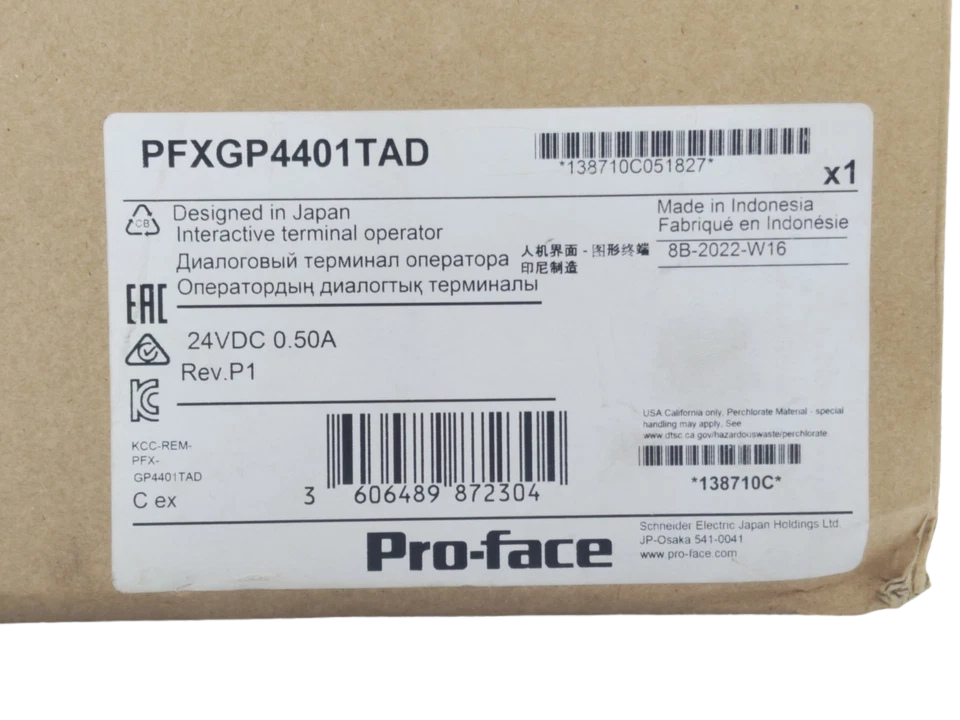 PFXGP4401TAD
*138710C051827*
x1
CB
Designed in Japan
Interactive terminal operator
Диалоговый терминал оператора
Оператордың диалогтық терминалы
人机界面 - 图形终端
印尼制造
Made in Indonesia
Fabriqué en Indonésie
8B-2022-W16
EAC
24VDC 0.50A
Rev.P1
KCC-REM-
PFX-
GP4401TAD
C ex
3 606489 872304
USA California only, Perchlorate Material - special
handling may apply, See
www.dtsc.ca.gov/hazardouswaste/perchlorate
*138710C*
Pro-face
Schneider Electric Japan Holdings Ltd.
JP-Osaka 541-0041
www.pro-face.com